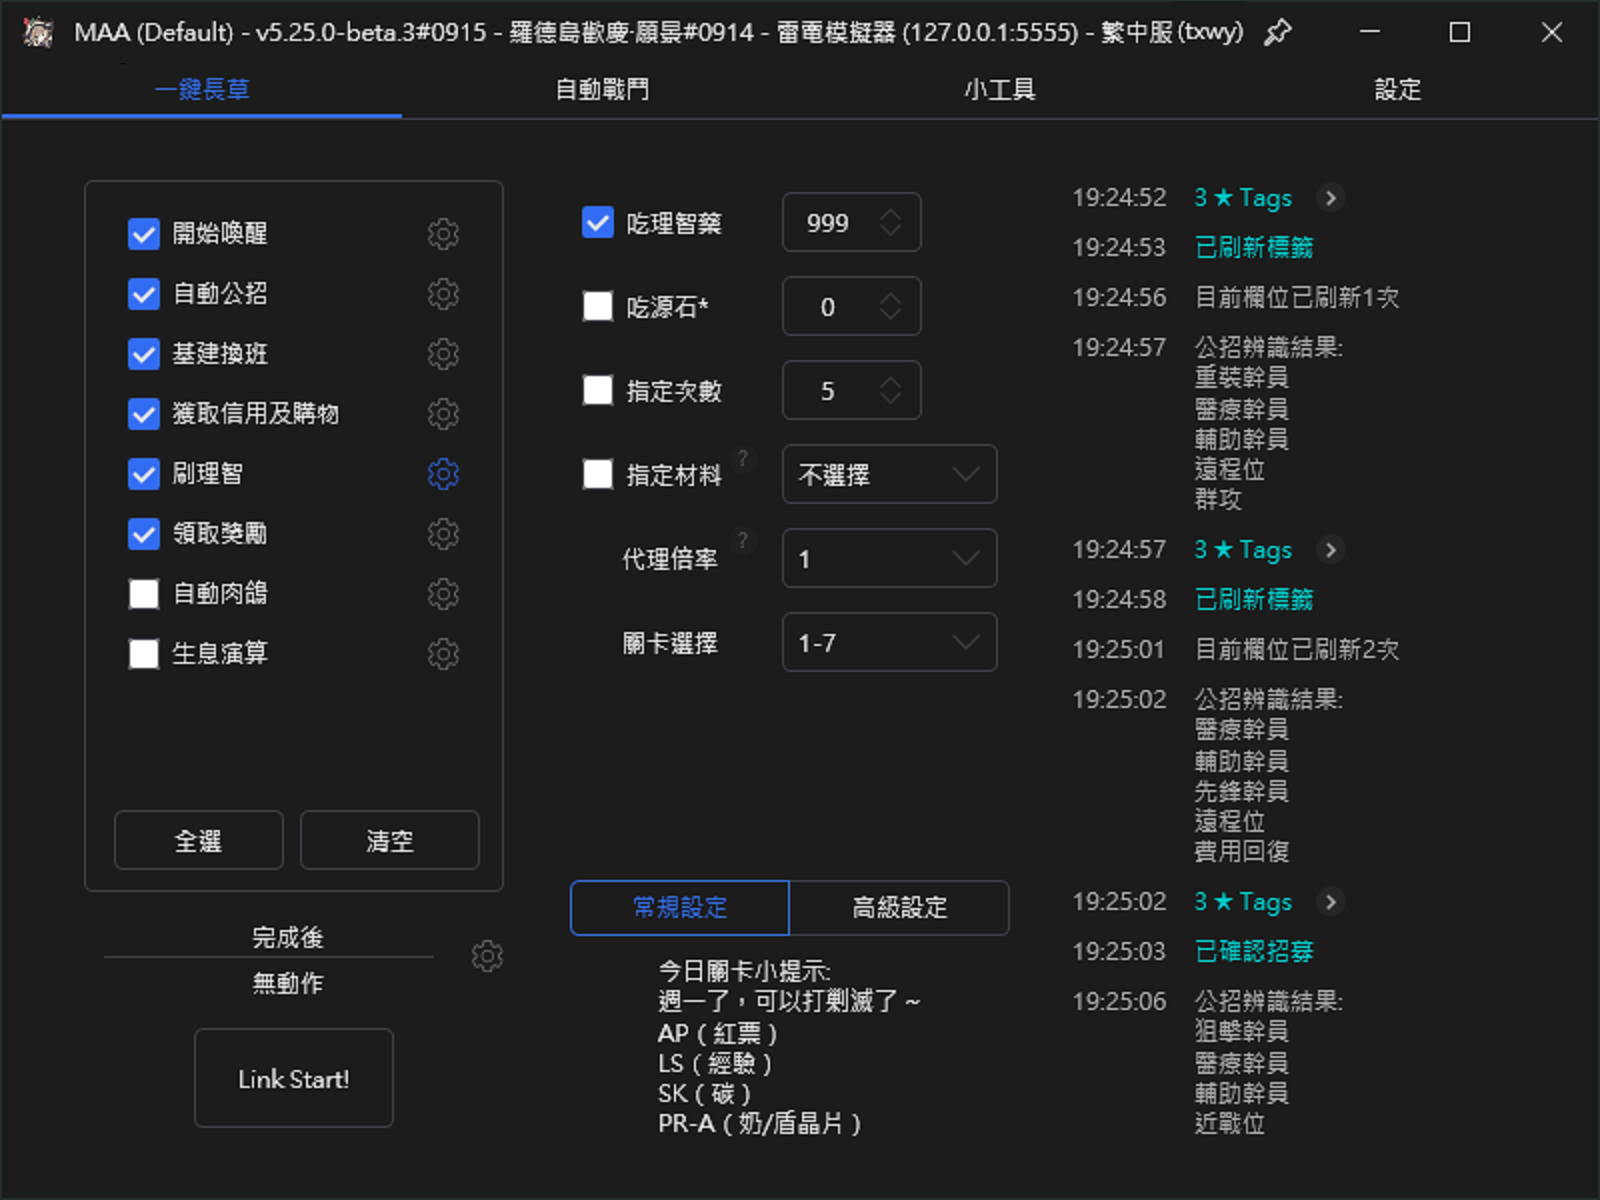 MAA (Default) - v5.25.0-beta.3#0915 - 羅德島歡慶·願景#0914 - 雷電模擬器 (127.0.0.1:5555) - 繁中服 (txwy)
一鍵長草
自動戰鬥
小工具
設定
開始喚醒
自動公招
基建換班
獲取信用及購物
刷理智
領取獎勵
自動肉鴿
生息演算
全選
清空
完成後
無動作
Link Start!
吃理智藥
999
吃源石*
0
指定次數
5
指定材料
?
不選擇
代理倍率
?
1
關卡選擇
1-7
常規設定
高級設定
今日關卡小提示:
週一了，可以打剿滅了 ~
AP ( 紅票 )
LS ( 經驗 )
SK ( 碳 )
PR-A ( 奶/盾晶片 )
19:24:52 3 ★ Tags
19:24:53 已刷新標籤
19:24:56 目前欄位已刷新1次
19:24:57 公招辨識結果:
重裝幹員
醫療幹員
輔助幹員
遠程位
群攻
19:24:57 3 ★ Tags
19:24:58 已刷新標籤
19:25:01 目前欄位已刷新2次
19:25:02 公招辨識結果:
醫療幹員
輔助幹員
先鋒幹員
遠程位
費用回復
19:25:02 3 ★ Tags
19:25:03 已確認招募
19:25:06 公招辨識結果:
狙擊幹員
醫療幹員
輔助幹員
近戰位